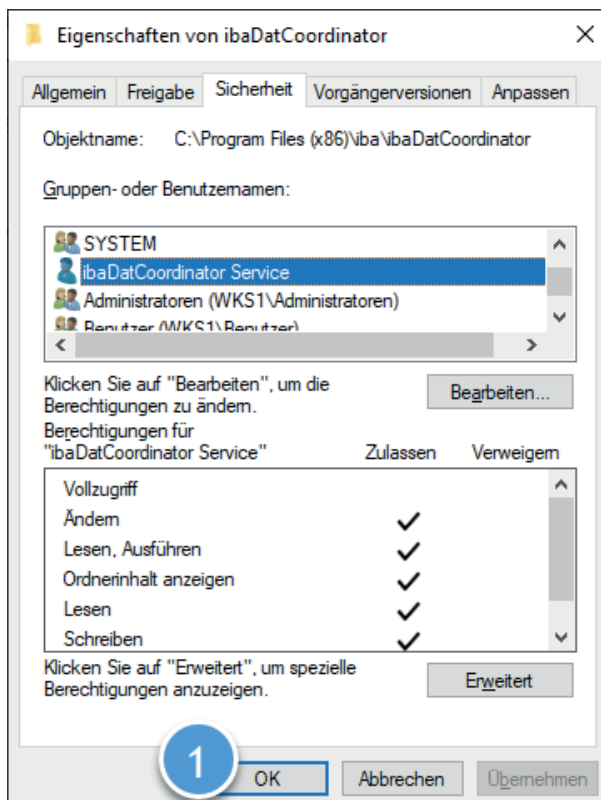 Eigenschaften von ibaDatCoordinator
Allgemein Freigabe Sicherheit Vorgängerversionen Anpassen
Objektname: C:\Program Files (x86)\iba\ibaDatCoordinator
Gruppen- oder Benutzernamen:
SYSTEM
ibaDatCoordinator Service
Administratoren (WKS1\Administratoren)
Benutzer (WKS1\Benutzer)
Klicken Sie auf "Bearbeiten", um die
Berechtigungen zu ändern.
Bearbeiten...
Berechtigungen für
"ibaDatCoordinator Service" Zulassen Verweigern
Vollzugriff
Ändern
Lesen, Ausführen
Ordnerinhalt anzeigen
Lesen
Schreiben
Klicken Sie auf "Erweitert", um spezielle
Berechtigungen anzuzeigen.
Erweitert
1
OK Abbrechen Übernehmen